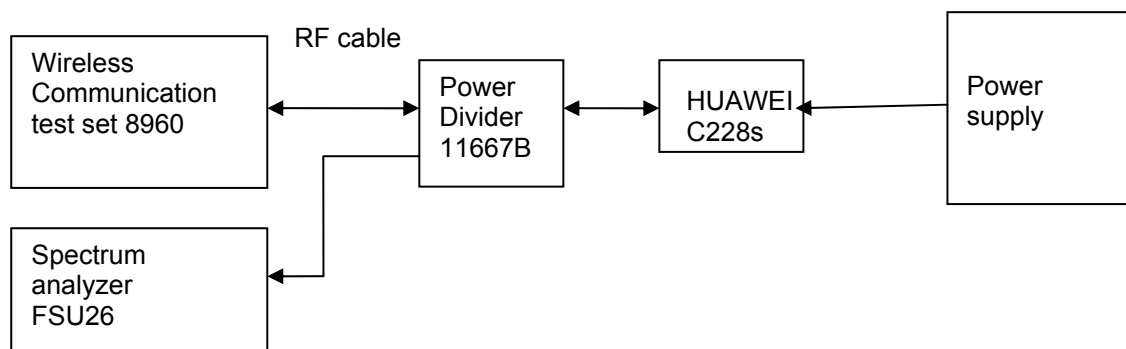 RF cable
Wireless
Communication
test set 8960
Power
Divider
11667B
HUAWEI
C228s
Power
supply
Spectrum
analyzer
FSU26